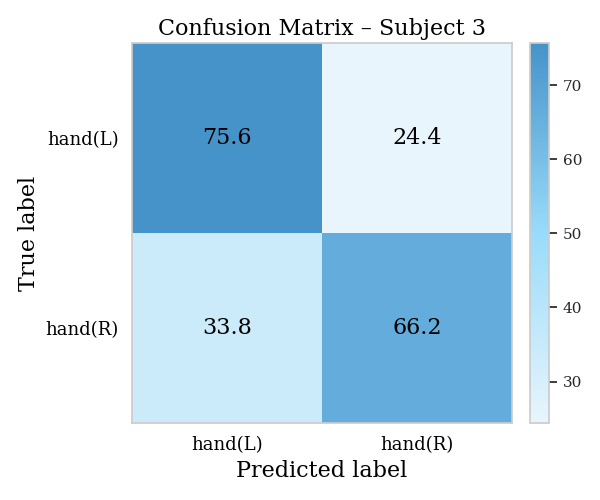 Confusion Matrix – Subject 3
True label
hand(L)
75.6
24.4
hand(R)
33.8
66.2
hand(L)
hand(R)
Predicted label
70
60
50
40
30